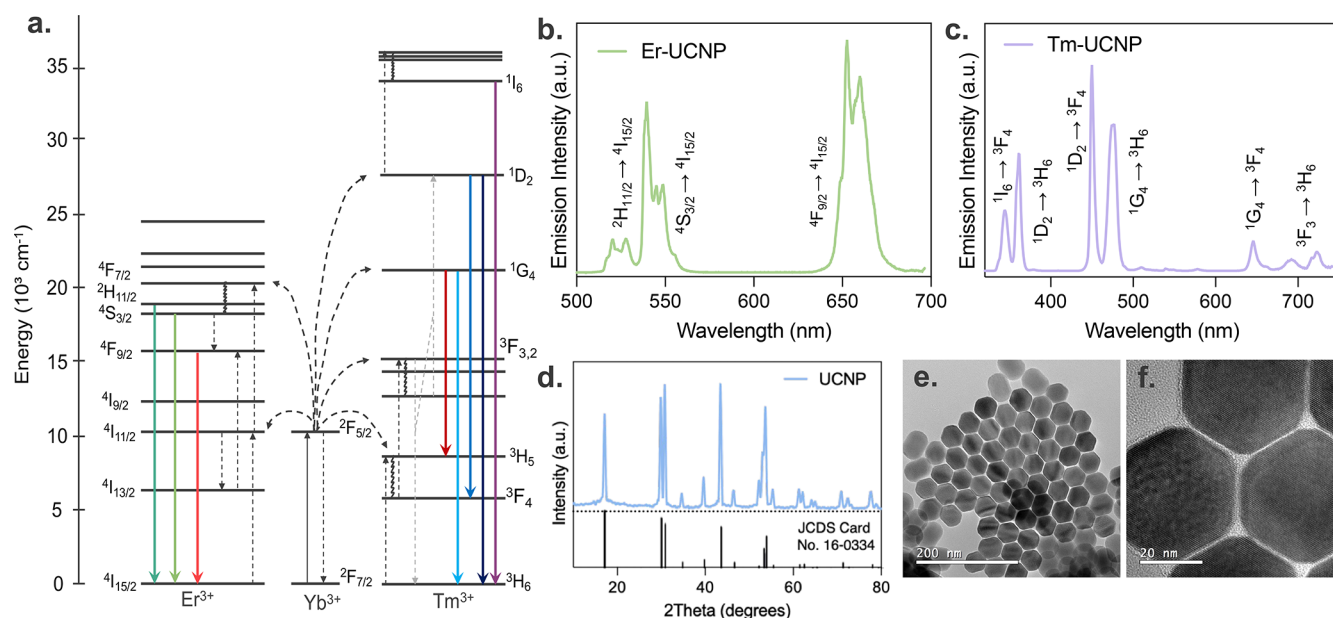 a.
Energy (10³ cm⁻¹)
35
30
25
20
15
10
5
0
⁴F₇/₂
²H₁₁/₂
⁴S₃/₂
⁴F₉/₂
⁴I₉/₂
⁴I₁₁/₂
⁴I₁₃/₂
⁴I₁₅/₂
Er³⁺
²F₅/₂
²F₇/₂
Yb³⁺
¹I₆
¹D₂
¹G₄
³F₃,₂
³H₅
³F₄
³H₆
Tm³⁺
b.
Er-UCNP
Emission Intensity (a.u.)
²H₁₁/₂ → ⁴I₁₅/₂
⁴S₃/₂ → ⁴I₁₅/₂
⁴F₉/₂ → ⁴I₁₅/₂
500 550 600 650 700
Wavelength (nm)
c.
Tm-UCNP
Emission Intensity (a.u.)
¹I₆ → ³F₄
¹D₂ → ³H₆
¹D₂ → ³F₄
¹G₄ → ³H₆
¹G₄ → ³F₄
³F₃ → ³H₆
400 500 600 700
Wavelength (nm)
d.
UCNP
Intensity (a.u.)
JCDS Card
No. 16-0334
20 40 60 80
2Theta (degrees)
e.
200 nm
f.
20 nm